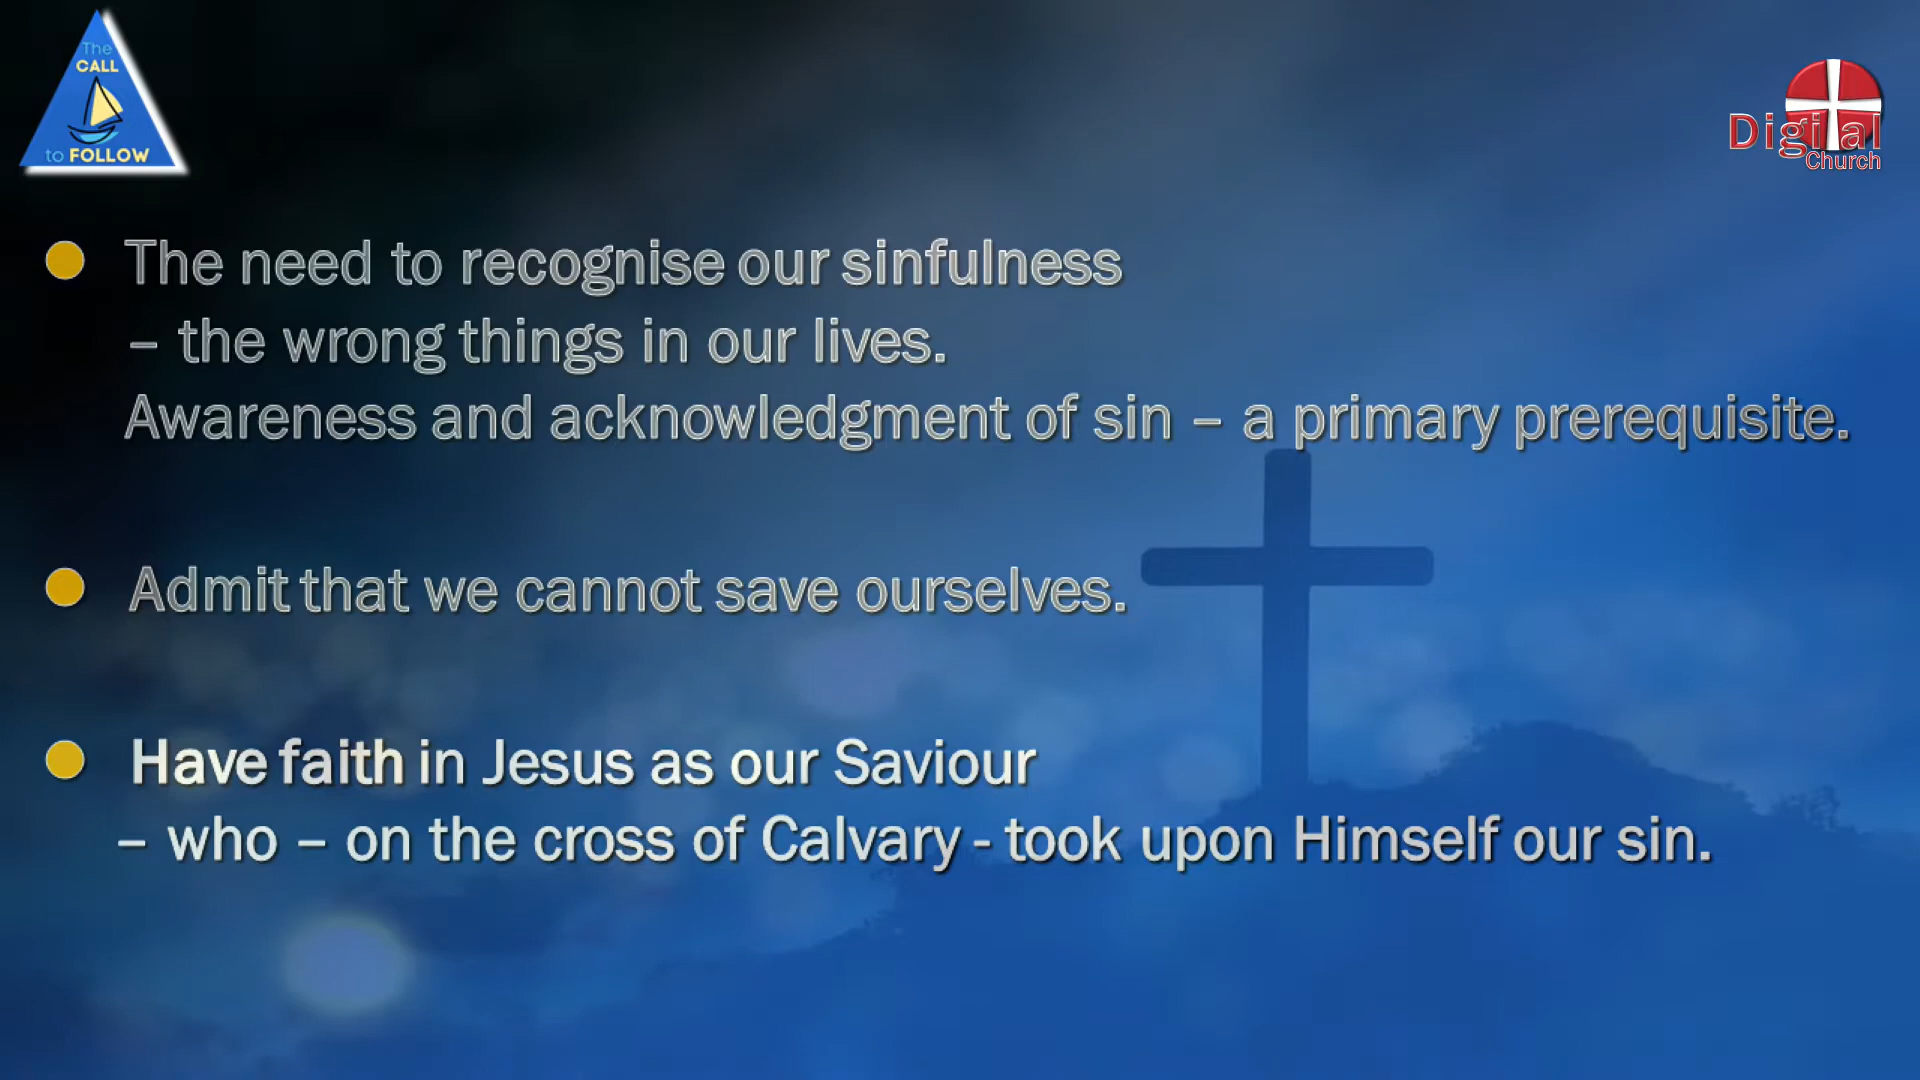 The
CALL
to FOLLOW
Digital
Church
The need to recognise our sinfulness
– the wrong things in our lives.
Awareness and acknowledgment of sin – a primary prerequisite.
Admit that we cannot save ourselves.
Have faith in Jesus as our Saviour
– who – on the cross of Calvary - took upon Himself our sin.